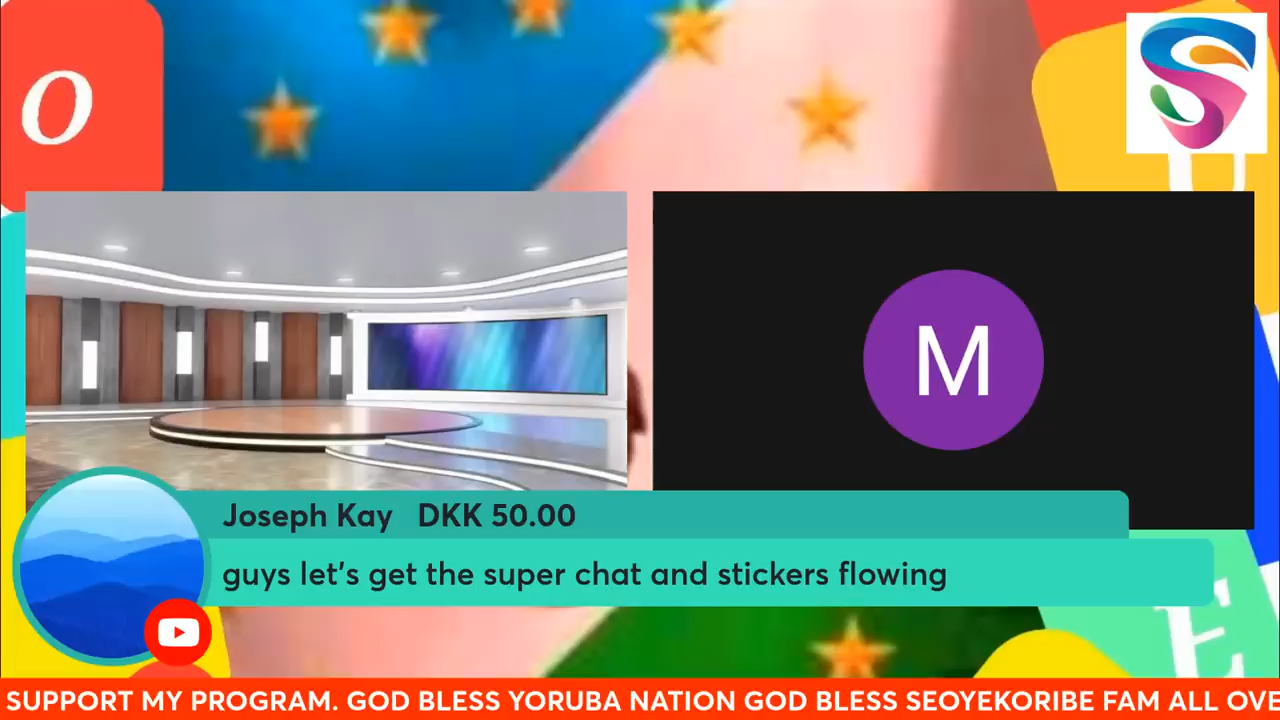 O
U
M
Joseph Kay DKK 50.00
guys let's get the super chat and stickers flowing
E
SUPPORT MY PROGRAM. GOD BLESS YORUBA NATION GOD BLESS SEOYEKORIBE FAM ALL OVE